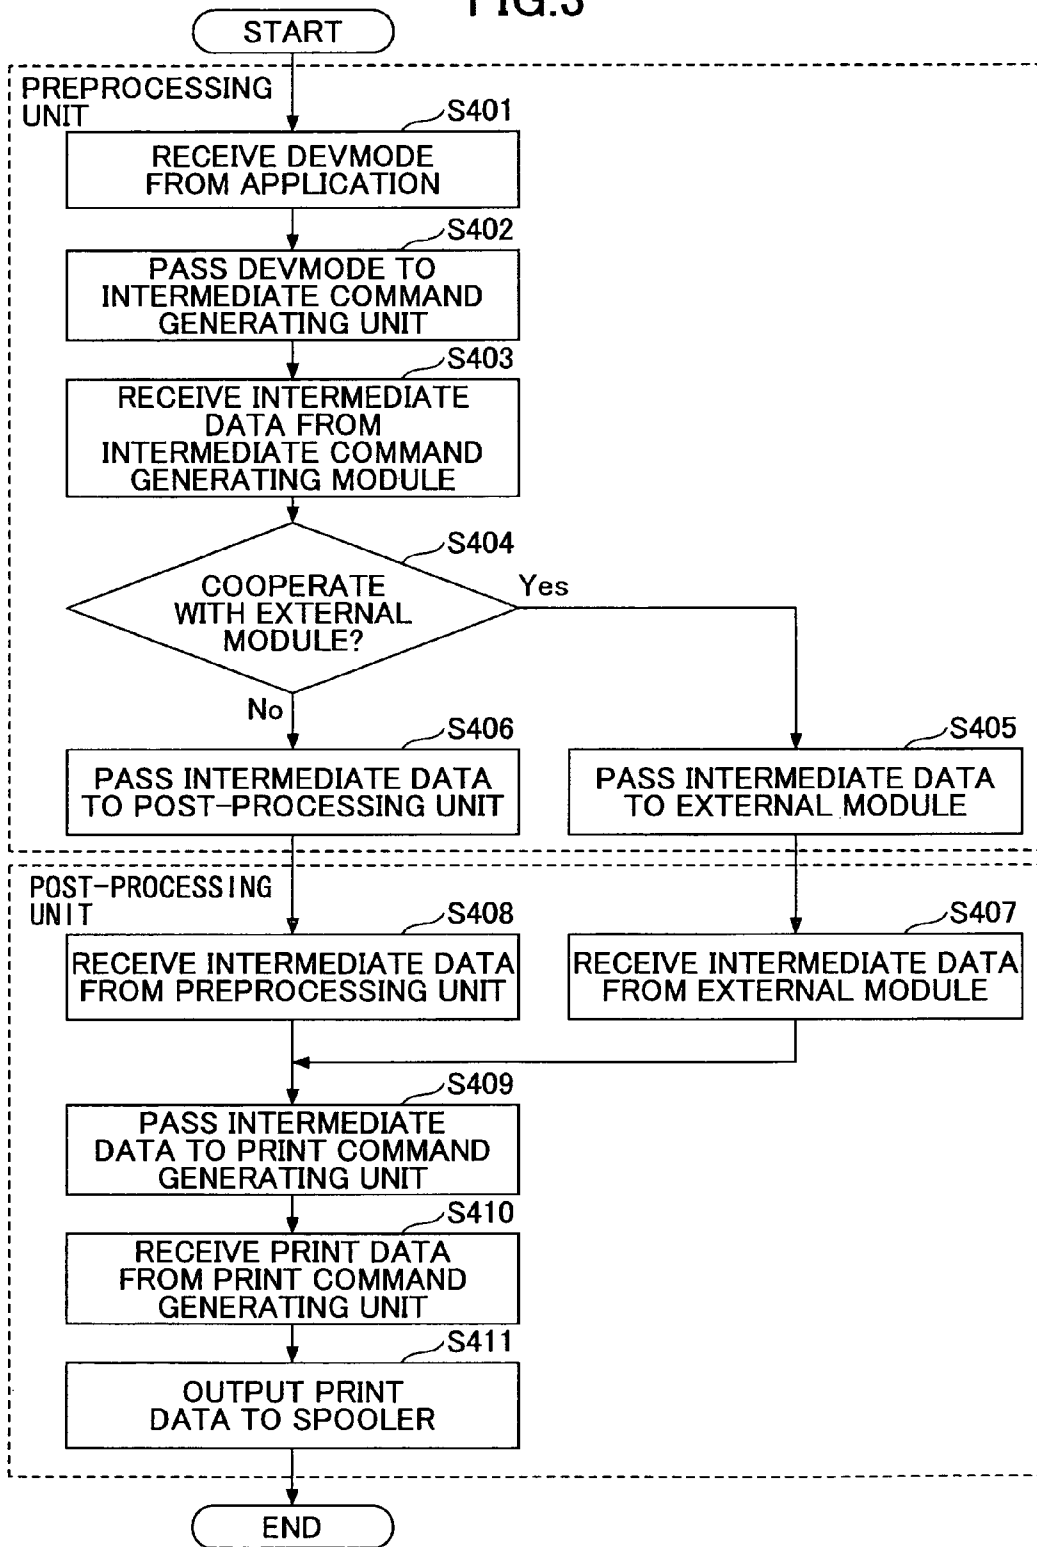 FIG.3
START
PREPROCESSING
UNIT
S401
RECEIVE DEVMODE
FROM APPLICATION
S402
PASS DEVMODE TO
INTERMEDIATE COMMAND
GENERATING UNIT
S403
RECEIVE INTERMEDIATE
DATA FROM
INTERMEDIATE COMMAND
GENERATING MODULE
S404
COOPERATE
WITH EXTERNAL
MODULE?
Yes
No
S406
PASS INTERMEDIATE DATA
TO POST-PROCESSING UNIT
S405
PASS INTERMEDIATE DATA
TO EXTERNAL MODULE
POST-PROCESSING
UNIT
S408
RECEIVE INTERMEDIATE DATA
FROM PREPROCESSING UNIT
S407
RECEIVE INTERMEDIATE DATA
FROM EXTERNAL MODULE
S409
PASS INTERMEDIATE
DATA TO PRINT COMMAND
GENERATING UNIT
S410
RECEIVE PRINT DATA
FROM PRINT COMMAND
GENERATING UNIT
S411
OUTPUT PRINT
DATA TO SPOOLER
END